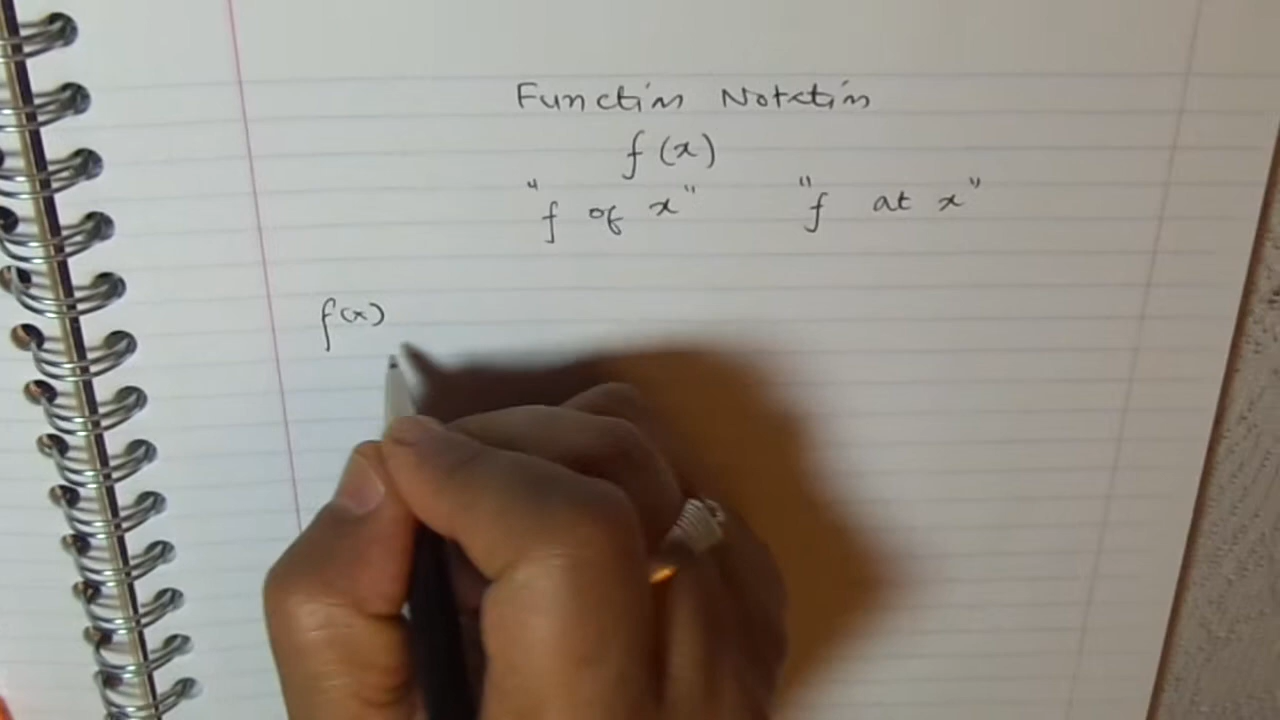 Function Notation
f(x)
"f of x" "f at x"
f(x)